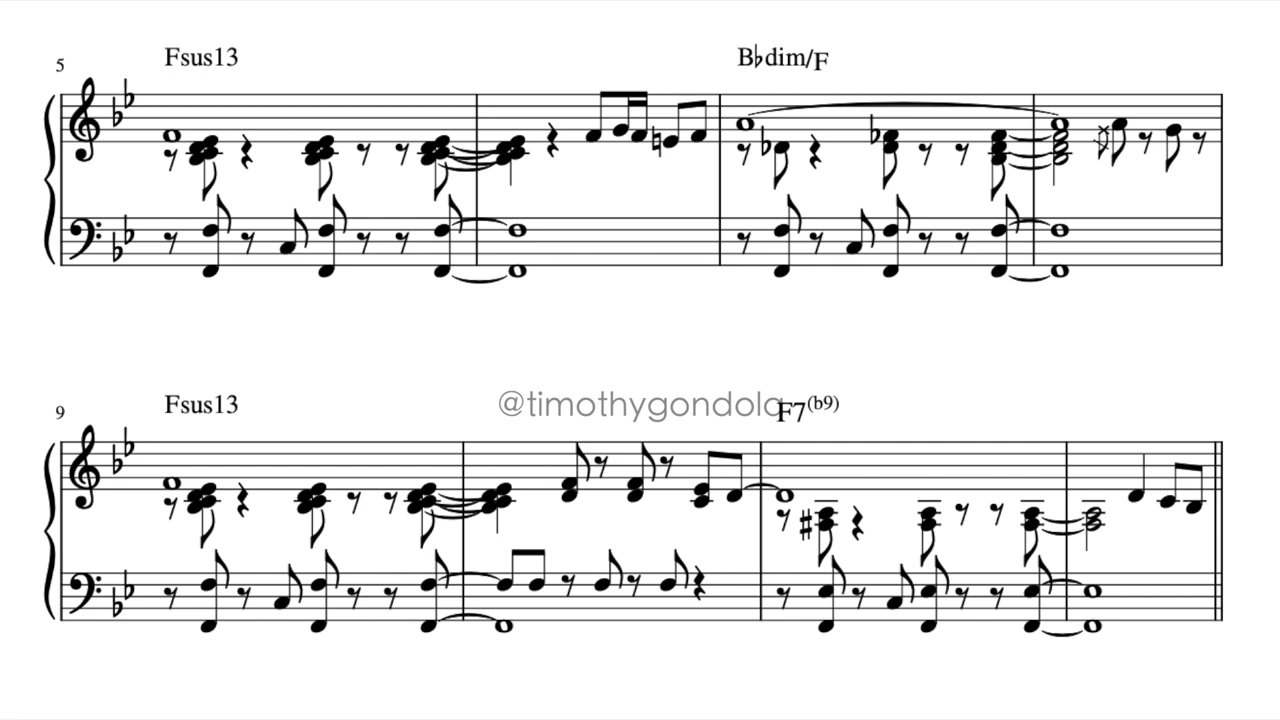 5
Fsus13
B♭dim/F
9
Fsus13
@timothygondola
F7(b9)